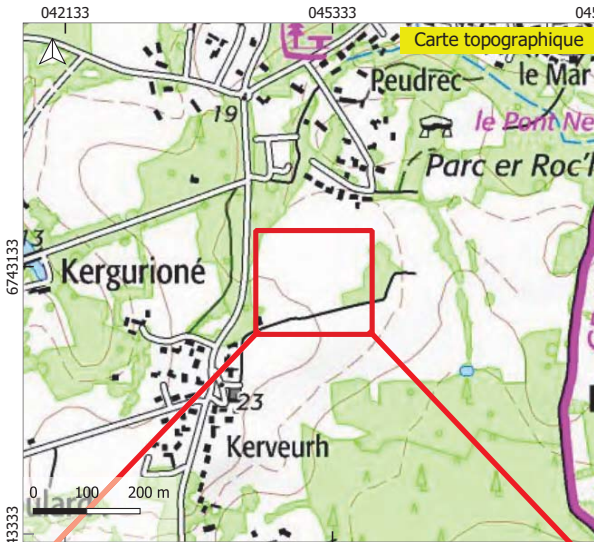 042133
045333
Carte topographique
Peudrec
le Mar
19
le Pont Ne
Parc er Roc'h
13
6743133
Kergurioné
23
Kerveurh
0 100 200 m
43333